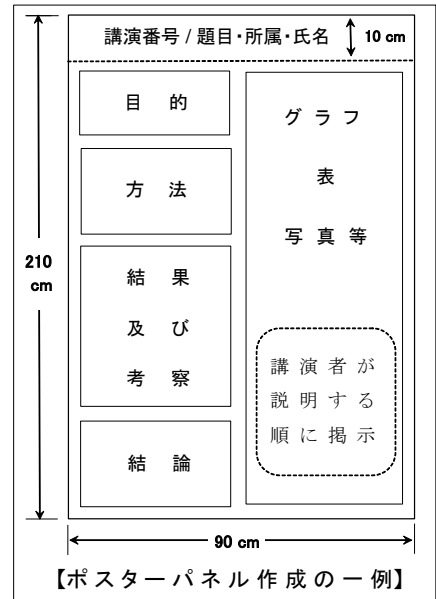 講演番号 / 題目・所属・氏名
10 cm
目 的
方 法
結 果
及 び
考 察
結 論
グ ラ フ
表
写 真 等
講 演 者 が
説 明 す る
順 に 掲 示
210
cm
90 cm
【ポスターパネル作成の一例】